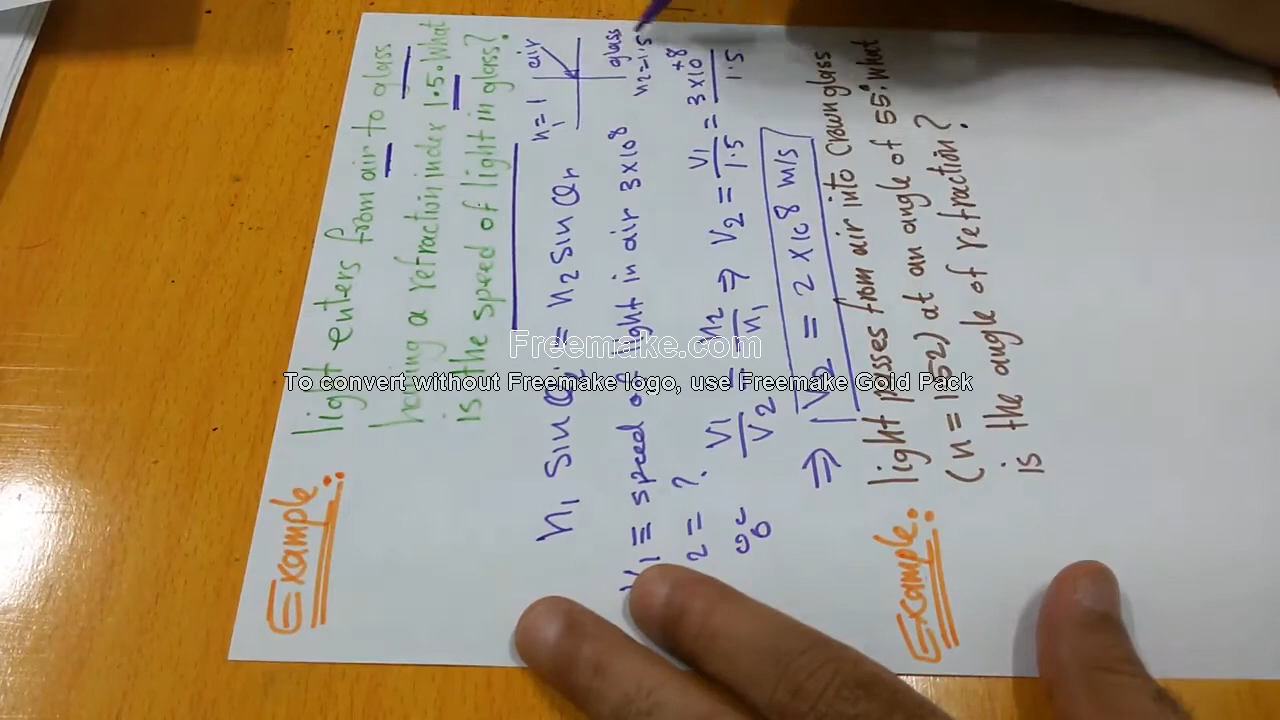 Example:
light enters from air to glass
having a refraction index 1.5. What
is the speed of light in glass?
n1 = 1 air
glass
n2=1.5
n1 sin θi = n2 sin θr
V1 ≡ speed of light in air 3x10^8
2 = ?
∴ V1/V2 = n2/n1 ⇒ V2 = V1/1.5 = 3x10^+8/1.5
⇒ V2 = 2 x 10^8 m/s
Example:
light passes from air into Crown glass
(n = 1.52) at an angle of 55°. What
is the angle of refraction?
Freemake.com
To convert without Freemake logo, use Freemake Gold Pack